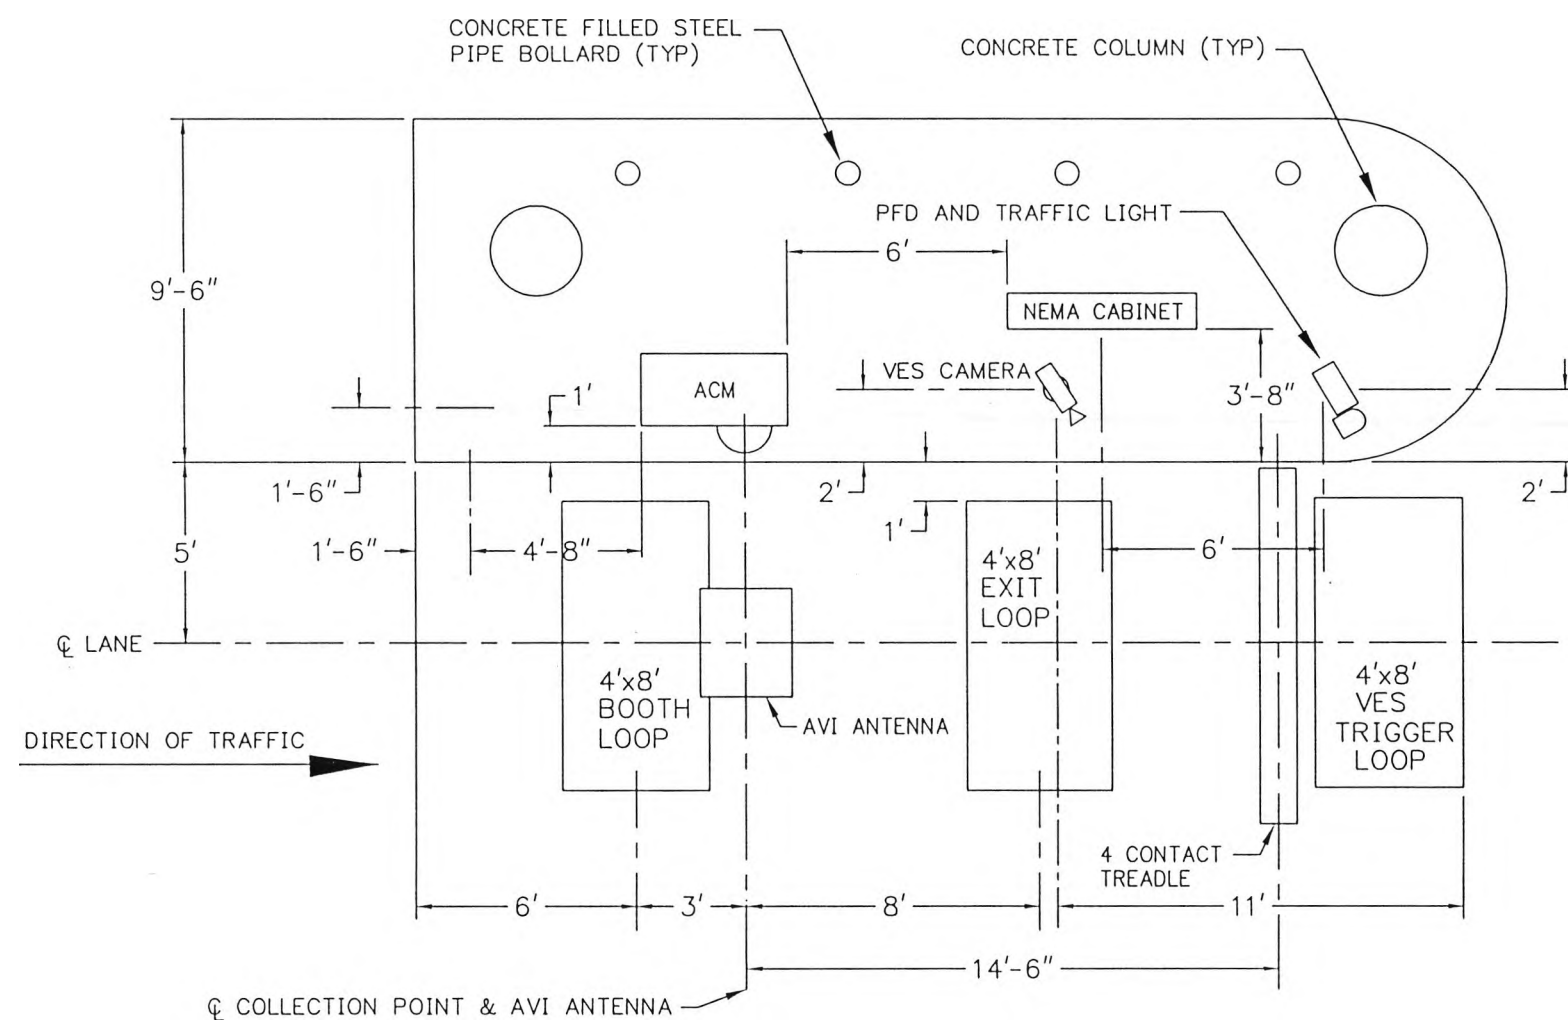 CONCRETE FILLED STEEL
PIPE BOLLARD (TYP)
CONCRETE COLUMN (TYP)
PFD AND TRAFFIC LIGHT
6'
9'-6"
NEMA CABINET
VES CAMERA
ACM
1'
3'-8"
1'-6"
2'
2'
1'
5'
1'-6"
4'-8"
6'
4'x8'
EXIT
LOOP
℄ LANE
4'x8'
BOOTH
LOOP
4'x8'
VES
TRIGGER
LOOP
AVI ANTENNA
DIRECTION OF TRAFFIC
4 CONTACT
TREADLE
6'
3'
8'
11'
14'-6"
℄ COLLECTION POINT & AVI ANTENNA